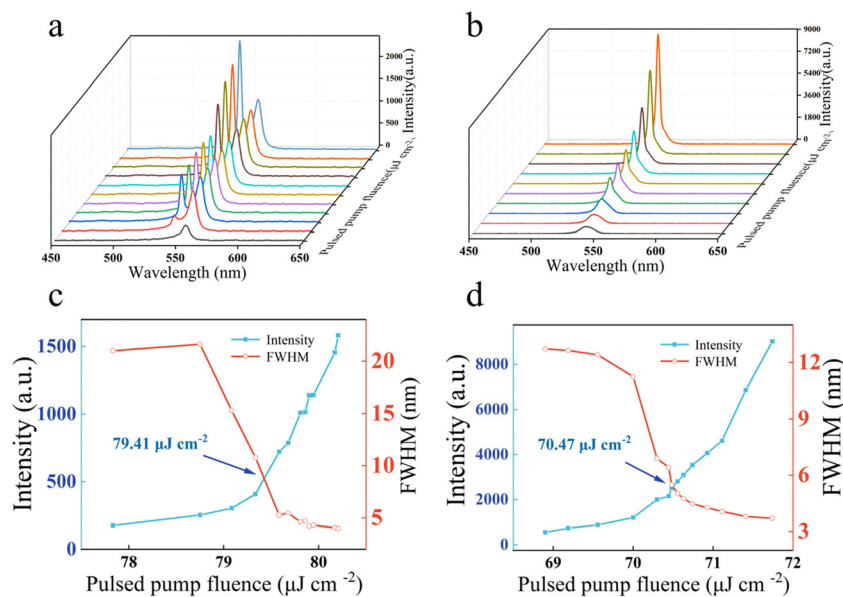 a
2000
1500
1000
500
0
Pulsed pump fluence(μJ cm-2, Intensity(a.u.)
450 500 550 600 650
Wavelength (nm)
b
9000
7200
5400
3600
1800
0
Pulsed pump fluence(μJ cm-2, Intensity(a.u.)
450 500 550 600 650
Wavelength (nm)
c
Intensity (a.u.)
1500
1000
500
0
Intensity
FWHM
79.41 μJ cm-2
20
15
10
5
FWHM (nm)
78 79 80
Pulsed pump fluence (μJ cm -2)
d
Intensity (a.u.)
8000
6000
4000
2000
0
Intensity
FWHM
70.47 μJ cm-2
12
9
6
3
FWHM (nm)
69 70 71 72
Pulsed pump fluence (μJ cm -2)